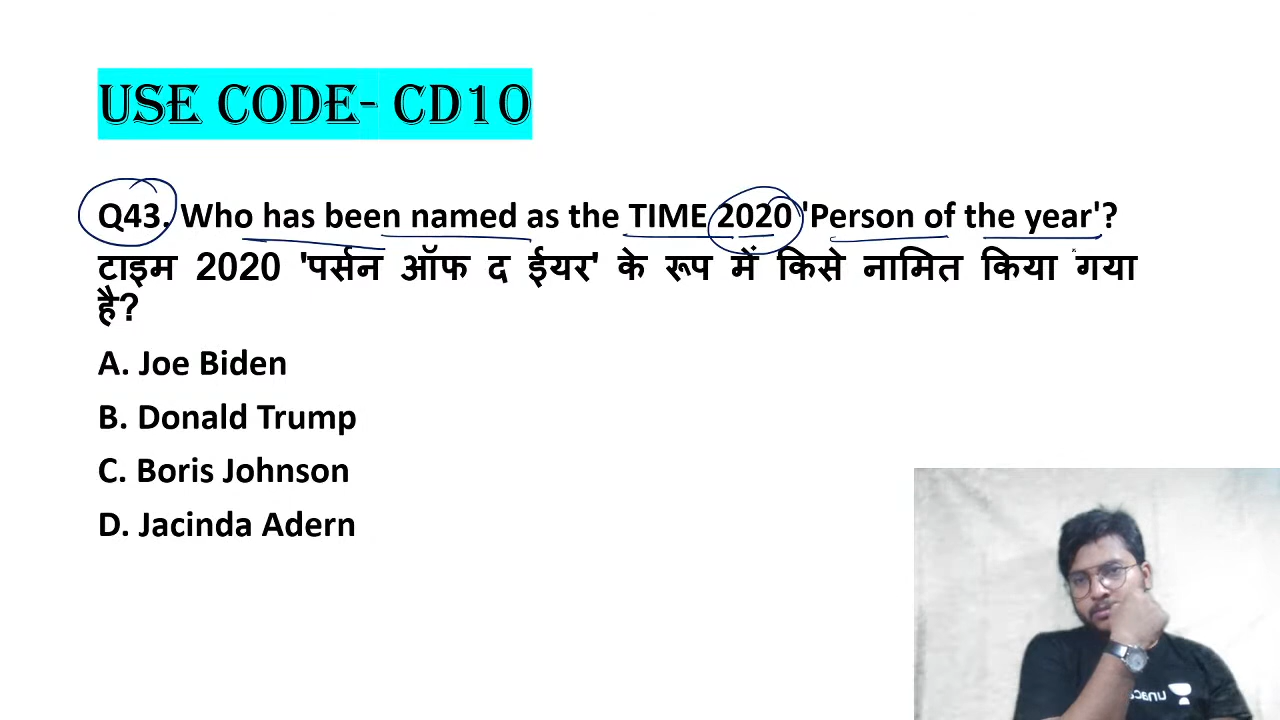 USE CODE- CD10
Q43. Who has been named as the TIME 2020 'Person of the year'?
टाइम 2020 'पर्सन ऑफ द ईयर' के रूप में किसे नामित किया गया
है?
A. Joe Biden
B. Donald Trump
C. Boris Johnson
D. Jacinda Adern